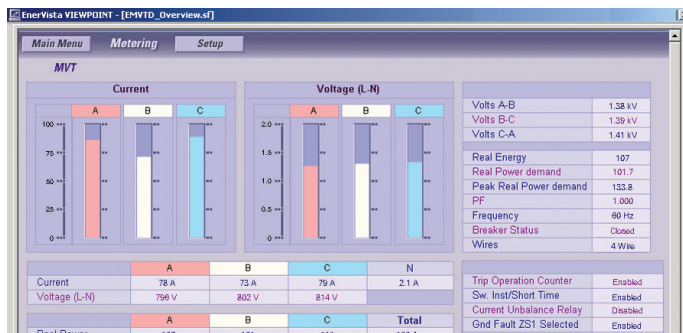 EnerVista VIEWPOINT - [EMVTD_Overview.sf]
Main Menu Metering Setup
MVT
Current
A B C
100
75
50
25
0
Voltage (L-N)
A B C
2.0
1.5
1.0
0.5
0
Volts A-B 1.38 kV
Volts B-C 1.39 kV
Volts C-A 1.41 kV
Real Energy 107
Real Power demand 101.7
Peak Real Power demand 133.8
PF 1.000
Frequency 60 Hz
Breaker Status Closed
Wires 4 Wire
A B C N
Current 78 A 73 A 79 A 2.1 A
Voltage (L-N) 796 V 802 V 814 V
A B C Total
Real Power
Trip Operation Counter Enabled
Sw. Inst/Short Time Enabled
Current Unbalance Relay Disabled
Gnd Fault ZS1 Selected Enabled